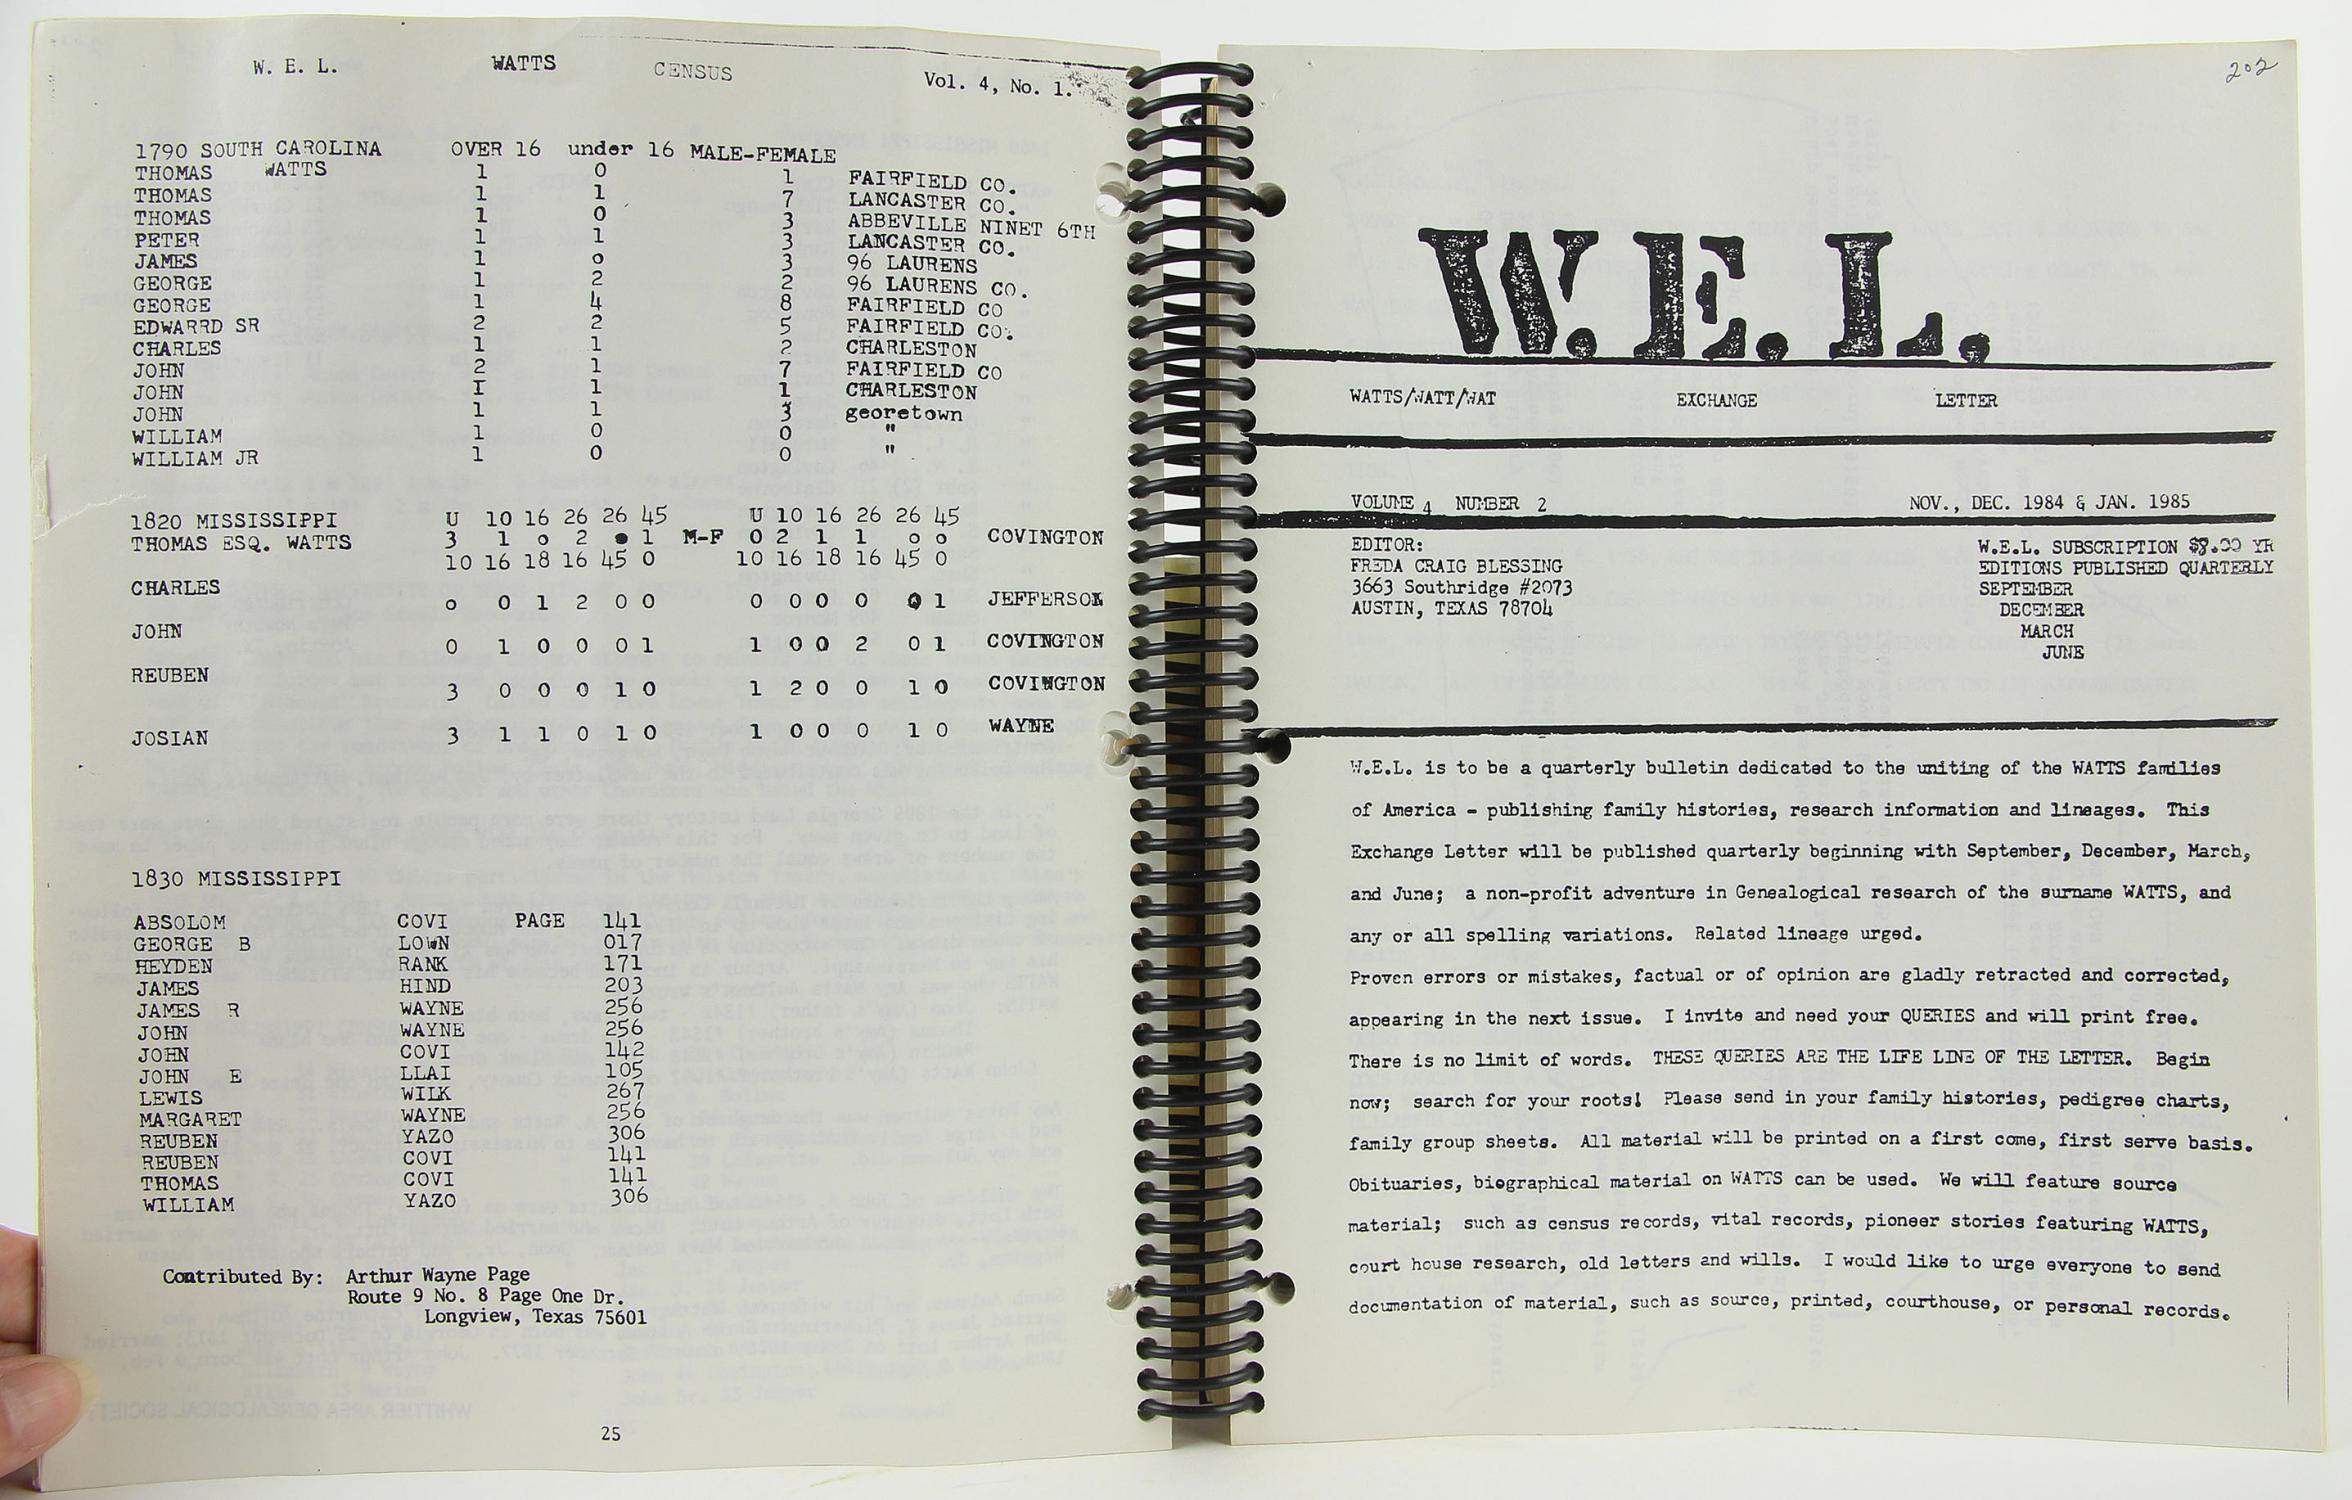 W. E. L. WATTS CENSUS Vol. 4, No. 1.
1790 SOUTH CAROLINA OVER 16 under 16 MALE-FEMALE
THOMAS WATTS 1 0 1 FAIRFIELD CO.
THOMAS 1 1 7 LANCASTER CO.
THOMAS 1 0 3 ABBEVILLE NINET 6TH
PETER 1 1 3 LANCASTER CO.
JAMES 1 0 3 96 LAURENS
GEORGE 1 2 2 96 LAURENS CO.
GEORGE 1 4 8 FAIRFIELD CO
EDWARRD SR 2 2 5 FAIRFIELD CO.
CHARLES 1 1 2 CHARLESTON
JOHN 2 1 7 FAIRFIELD CO
JOHN I 1 1 CHARLESTON
JOHN 1 1 3 georetown
WILLIAM 1 0 0 "
WILLIAM JR 1 0 0 "
1820 MISSISSIPPI U 10 16 26 26 45 U 10 16 26 26 45
THOMAS ESQ. WATTS 3 1 0 2 1 M-F 0 2 1 1 0 0 COVINGTON
10 16 18 16 45 0 10 16 18 16 45 0
CHARLES
0 0 1 2 0 0 0 0 0 0 0 1 JEFFERSON
JOHN
0 1 0 0 0 1 1 0 0 2 0 1 COVINGTON
REUBEN
3 0 0 0 1 0 1 2 0 0 1 0 COVINGTON
JOSIAN 3 1 1 0 1 0 1 0 0 0 1 0 WAYNE
1830 MISSISSIPPI
ABSOLOM COVI PAGE 141
GEORGE B LOWN 017
HEYDEN RANK 171
JAMES HIND 203
JAMES R WAYNE 256
JOHN WAYNE 256
JOHN COVI 142
JOHN E LLAI 105
LEWIS WILK 267
MARGARET WAYNE 256
REUBEN YAZO 306
REUBEN COVI 141
THOMAS COVI 141
WILLIAM YAZO 306
Contributed By: Arthur Wayne Page
Route 9 No. 8 Page One Dr.
Longview, Texas 75601
25
202
W.E.L.
WATTS/WATT/WAT EXCHANGE LETTER
VOLUME 4 NUMBER 2 NOV., DEC. 1984 & JAN. 1985
EDITOR:
FREDA CRAIG BLESSING
3663 Southridge #2073
AUSTIN, TEXAS 78704
W.E.L. SUBSCRIPTION $8.00 YR
EDITIONS PUBLISHED QUARTERLY
SEPTEMBER
DECEMBER
MARCH
JUNE
W.E.L. is to be a quarterly bulletin dedicated to the uniting of the WATTS families
of America - publishing family histories, research information and lineages. This
Exchange Letter will be published quarterly beginning with September, December, March,
and June; a non-profit adventure in Genealogical research of the surname WATTS, and
any or all spelling variations. Related lineage urged.
Proven errors or mistakes, factual or of opinion are gladly retracted and corrected,
appearing in the next issue. I invite and need your QUERIES and will print free.
There is no limit of words. THESE QUERIES ARE THE LIFE LINE OF THE LETTER. Begin
now; search for your roots! Please send in your family histories, pedigree charts,
family group sheets. All material will be printed on a first come, first serve basis.
Obituaries, biographical material on WATTS can be used. We will feature source
material; such as census records, vital records, pioneer stories featuring WATTS,
court house research, old letters and wills. I would like to urge everyone to send
documentation of material, such as source, printed, courthouse, or personal records.